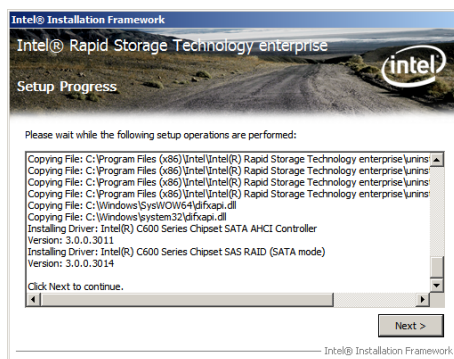 Intel® Installation Framework
Intel® Rapid Storage Technology enterprise
(intel)
Setup Progress
Please wait while the following setup operations are performed:
Copying File: C:\Program Files (x86)\Intel\Intel(R) Rapid Storage Technology enterprise\unins
Copying File: C:\Program Files (x86)\Intel\Intel(R) Rapid Storage Technology enterprise\unins
Copying File: C:\Program Files (x86)\Intel\Intel(R) Rapid Storage Technology enterprise\unins
Copying File: C:\Program Files (x86)\Intel\Intel(R) Rapid Storage Technology enterprise\unins
Copying File: C:\Windows\SysWOW64\difxapi.dll
Copying File: C:\Windows\system32\difxapi.dll
Installing Driver: Intel(R) C600 Series Chipset SATA AHCI Controller
Version: 3.0.0.3011
Installing Driver: Intel(R) C600 Series Chipset SAS RAID (SATA mode)
Version: 3.0.0.3014
Click Next to continue.
Next >
Intel® Installation Framework